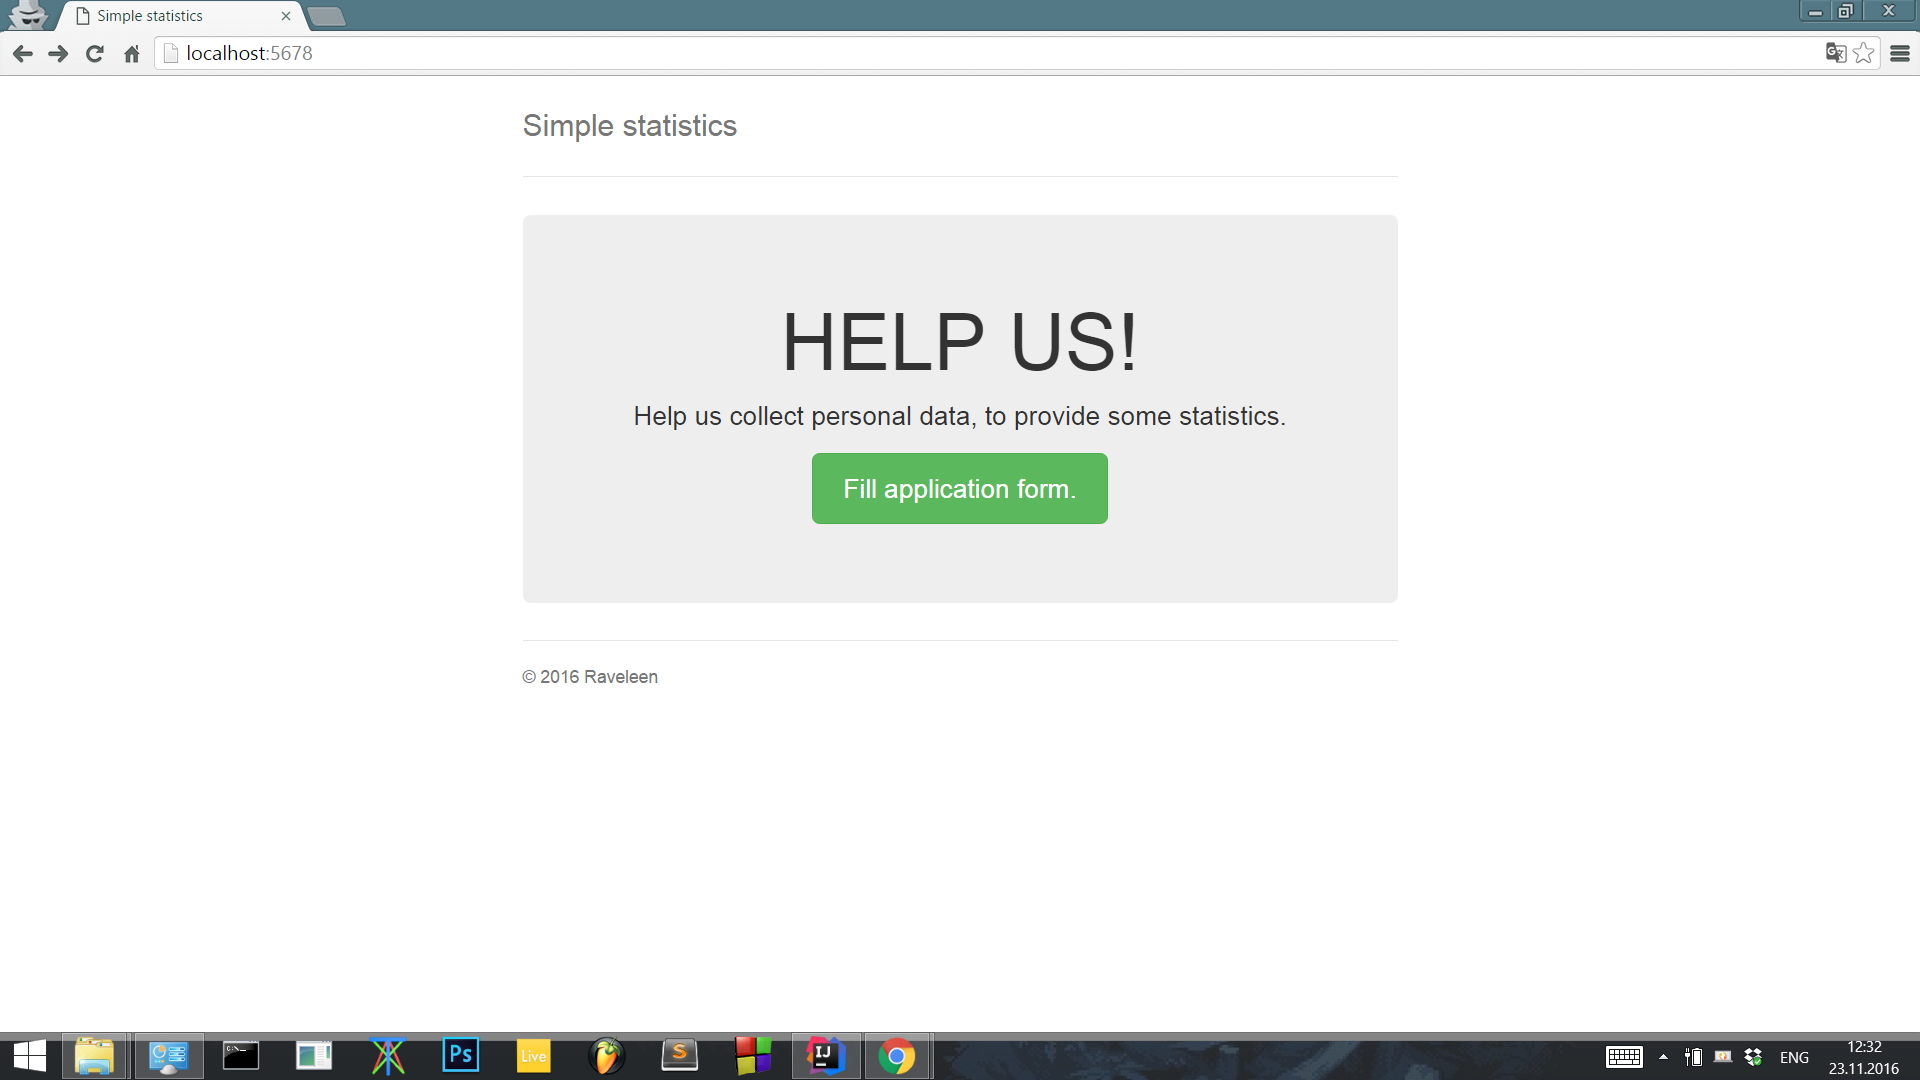 Simple statistics
localhost:5678
Simple statistics
HELP US!
Help us collect personal data, to provide some statistics.
Fill application form.
© 2016 Raveleen
Ps
Live
S
IJ
ENG
12:32
23.11.2016